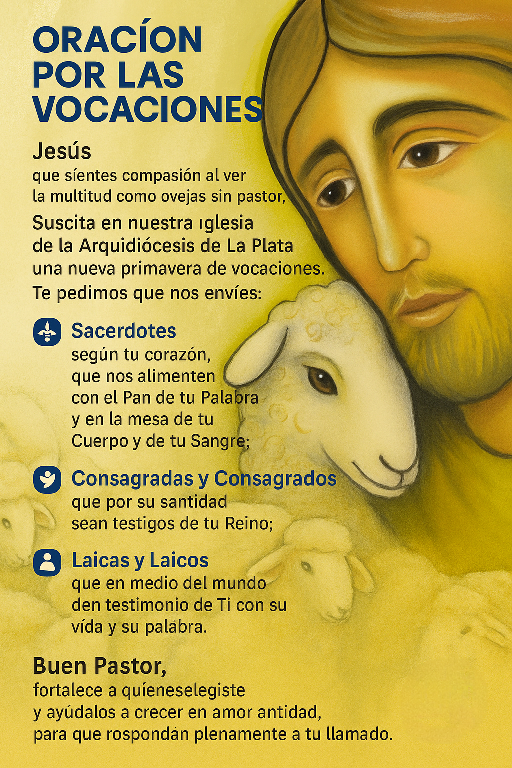 ORACÍON
POR LAS
VOCACIONES
Jesús
que síentes compasión al ver
la multitud como ovejas sin pastor,
Suscita en nuestra ıglesia
de la Arquidiócesis de La Plata
una nueva primavera de vocaciones.
Te pedimos que nos envíes:
Sacerdotes
según tu corazón,
que nos alimenten
con el Pan de tu Palabra
y en la mesa de tu
Cuerpo y de tu Sangre;
Consagradas y Consagrados
que por su santidad
sean testigos de tu Reino;
Laicas y Laicos
que en medio del mundo
den testimonio de Ti con su
vída y su palabra.
Buen Pastor,
fortalece a quíeneselegiste
y ayúdalos a crecer en amor antidad,
para que rospondán plenamente a tu llamado.